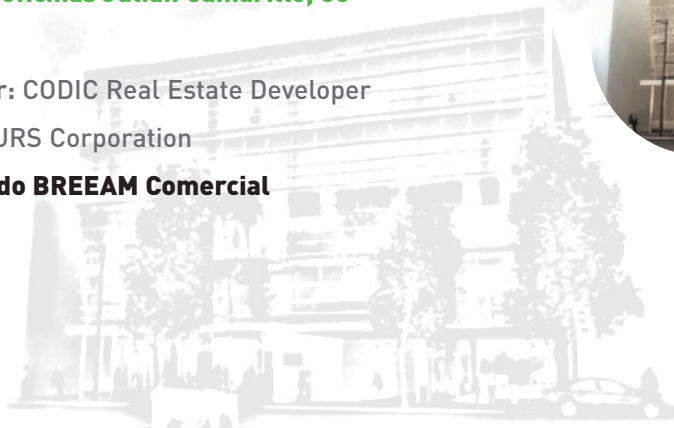 r: CODIC Real Estate Developer
URS Corporation
do BREEAM Comercial